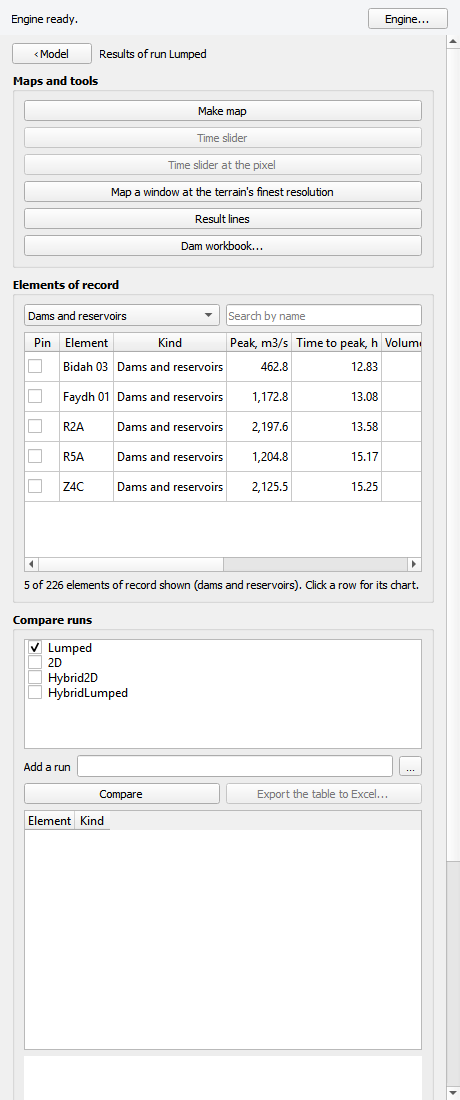 Engine ready. Engine...
‹ Model Results of run Lumped
Maps and tools
Make map
Time slider
Time slider at the pixel
Map a window at the terrain's finest resolution
Result lines
Dam workbook...
Elements of record
Dams and reservoirs Search by name
Pin Element Kind Peak, m3/s Time to peak, h Volume
Bidah 03 Dams and reservoirs 462.8 12.83
Faydh 01 Dams and reservoirs 1,172.8 13.08
R2A Dams and reservoirs 2,197.6 13.58
R5A Dams and reservoirs 1,204.8 15.17
Z4C Dams and reservoirs 2,125.5 15.25
5 of 226 elements of record shown (dams and reservoirs). Click a row for its chart.
Compare runs
Lumped
2D
Hybrid2D
HybridLumped
Add a run ...
Compare Export the table to Excel...
Element Kind